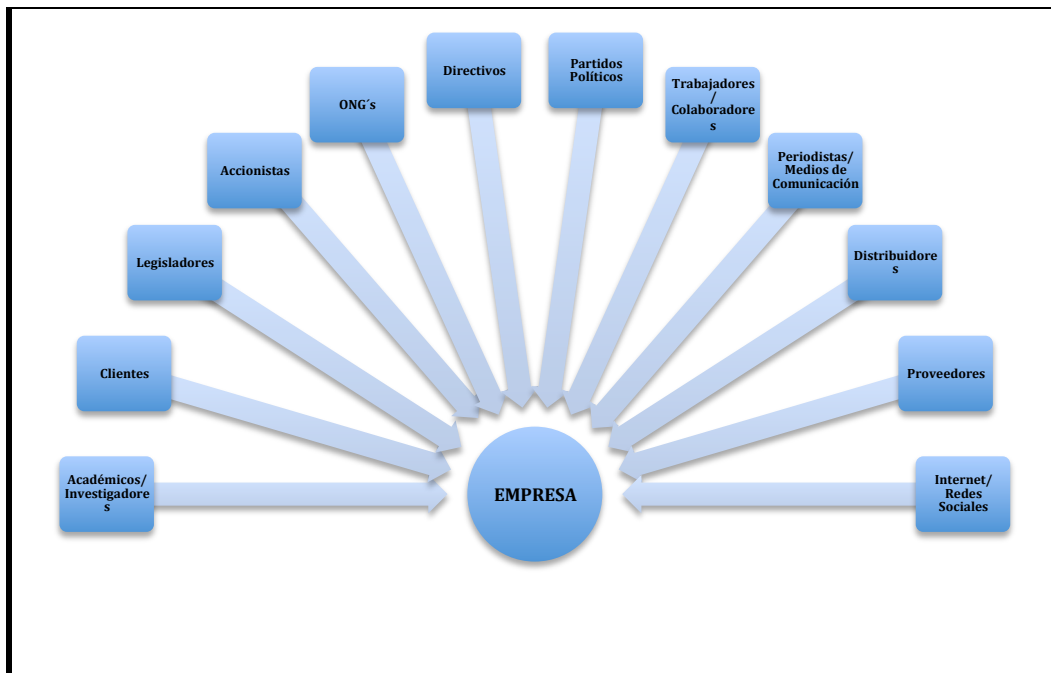 Académicos/
Investigadore
s
Clientes
Legisladores
Accionistas
ONG´s
Directivos
Partidos
Políticos
Trabajadores
/
Colaboradore
s
Periodistas/
Medios de
Comunicación
Distribuidore
s
Proveedores
Internet/
Redes
Sociales
EMPRESA